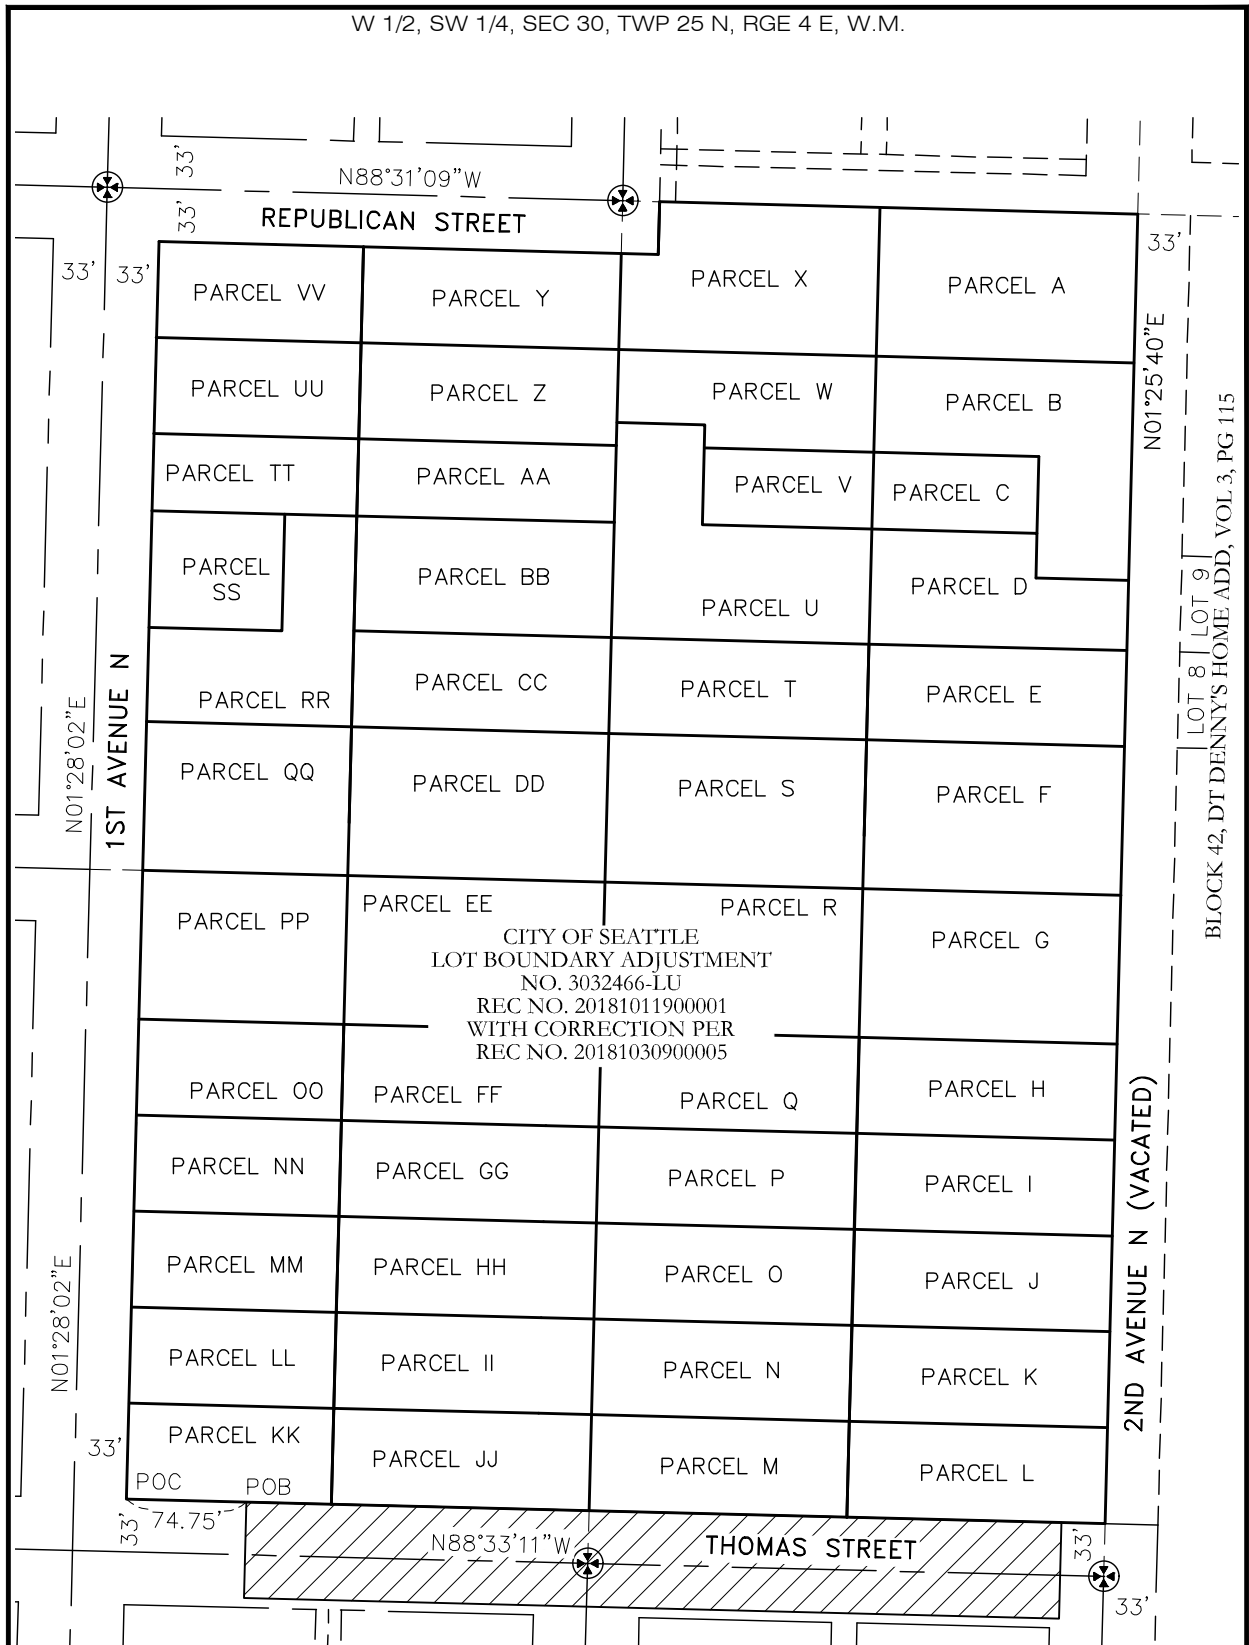 W 1/2, SW 1/4, SEC 30, TWP 25 N, RGE 4 E, W.M.
33'
N88°31'09"W
33'
REPUBLICAN STREET
33'
33'
33'
PARCEL VV
PARCEL Y
PARCEL X
PARCEL A
N01°25'40"E
PARCEL UU
PARCEL Z
PARCEL W
PARCEL B
PARCEL TT
PARCEL AA
PARCEL V
PARCEL C
PARCEL
SS
PARCEL BB
PARCEL U
PARCEL D
LOT 9
LOT 8
BLOCK 42, DT DENNY'S HOME ADD, VOL 3, PG 115
PARCEL RR
PARCEL CC
PARCEL T
PARCEL E
N01°28'02"E
1ST AVENUE N
PARCEL QQ
PARCEL DD
PARCEL S
PARCEL F
PARCEL PP
PARCEL EE
PARCEL R
PARCEL G
CITY OF SEATTLE
LOT BOUNDARY ADJUSTMENT
NO. 3032466-LU
REC NO. 20181011900001
WITH CORRECTION PER
REC NO. 20181030900005
PARCEL OO
PARCEL FF
PARCEL Q
PARCEL H
PARCEL NN
PARCEL GG
PARCEL P
PARCEL I
2ND AVENUE N (VACATED)
N01°28'02"E
PARCEL MM
PARCEL HH
PARCEL O
PARCEL J
PARCEL LL
PARCEL II
PARCEL N
PARCEL K
33'
PARCEL KK
PARCEL JJ
PARCEL M
PARCEL L
POC
POB
33'
74.75'
N88°33'11"W
THOMAS STREET
33'
33'